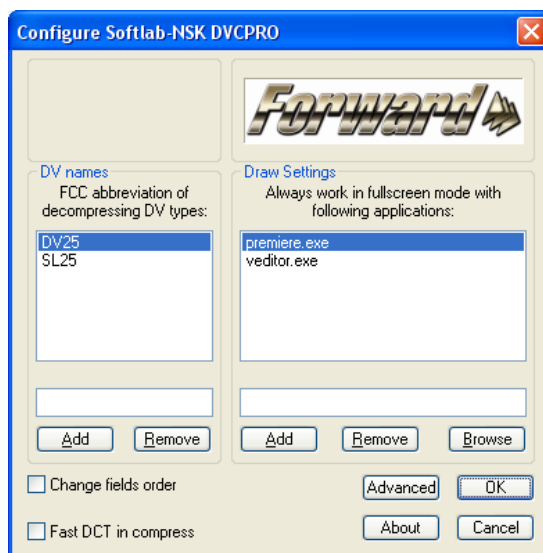 Configure Softlab-NSK DVCPRO
Forward
DV names
FCC abbreviation of
decompressing DV types:
DV25
SL25
Add
Remove
Draw Settings
Always work in fullscreen mode with
following applications:
premiere.exe
veditor.exe
Add
Remove
Browse
Change fields order
Fast DCT in compress
Advanced
OK
About
Cancel